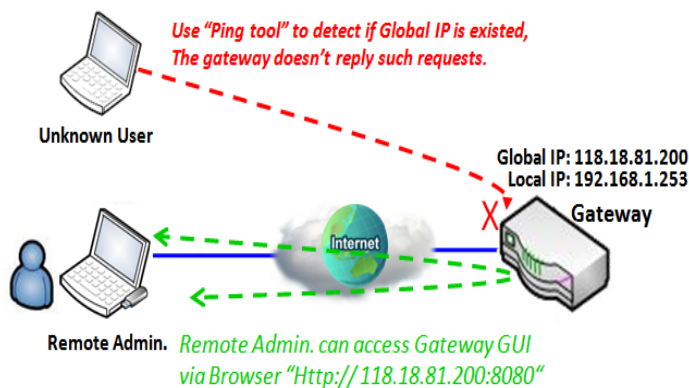 Use “Ping tool” to detect if Global IP is existed,
The gateway doesn’t reply such requests.
Unknown User
Global IP: 118.18.81.200
Local IP: 192.168.1.253
X
Gateway
Internet
Remote Admin.
Remote Admin. can access Gateway GUI
via Browser “Http:// 118.18.81.200:8080“